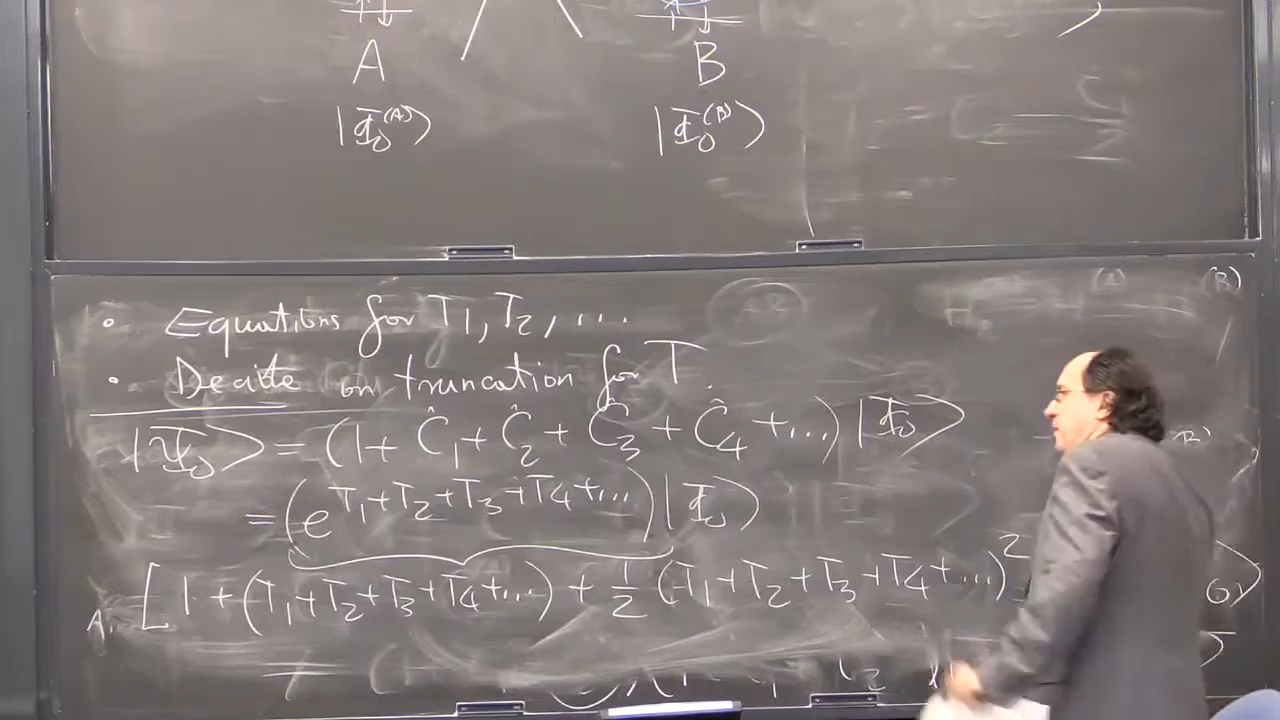 A B
|Φ₀⁽ᴬ⁾⟩ |Φ₀⁽ᴮ⁾⟩
(A) (B)
• Equations for T₁, T₂, ...
• Decide on truncation for T.
|Ψ₀⟩ = (1 + Ĉ₁ + Ĉ₂ + Ĉ₃ + Ĉ₄ + ...) |Φ₀⟩
= (e^{T₁+T₂+T₃+T₄+...}) |Φ₀⟩
[1 + (T₁+T₂+T₃+T₄+...) + ½ (T₁+T₂+T₃+T₄+...)²